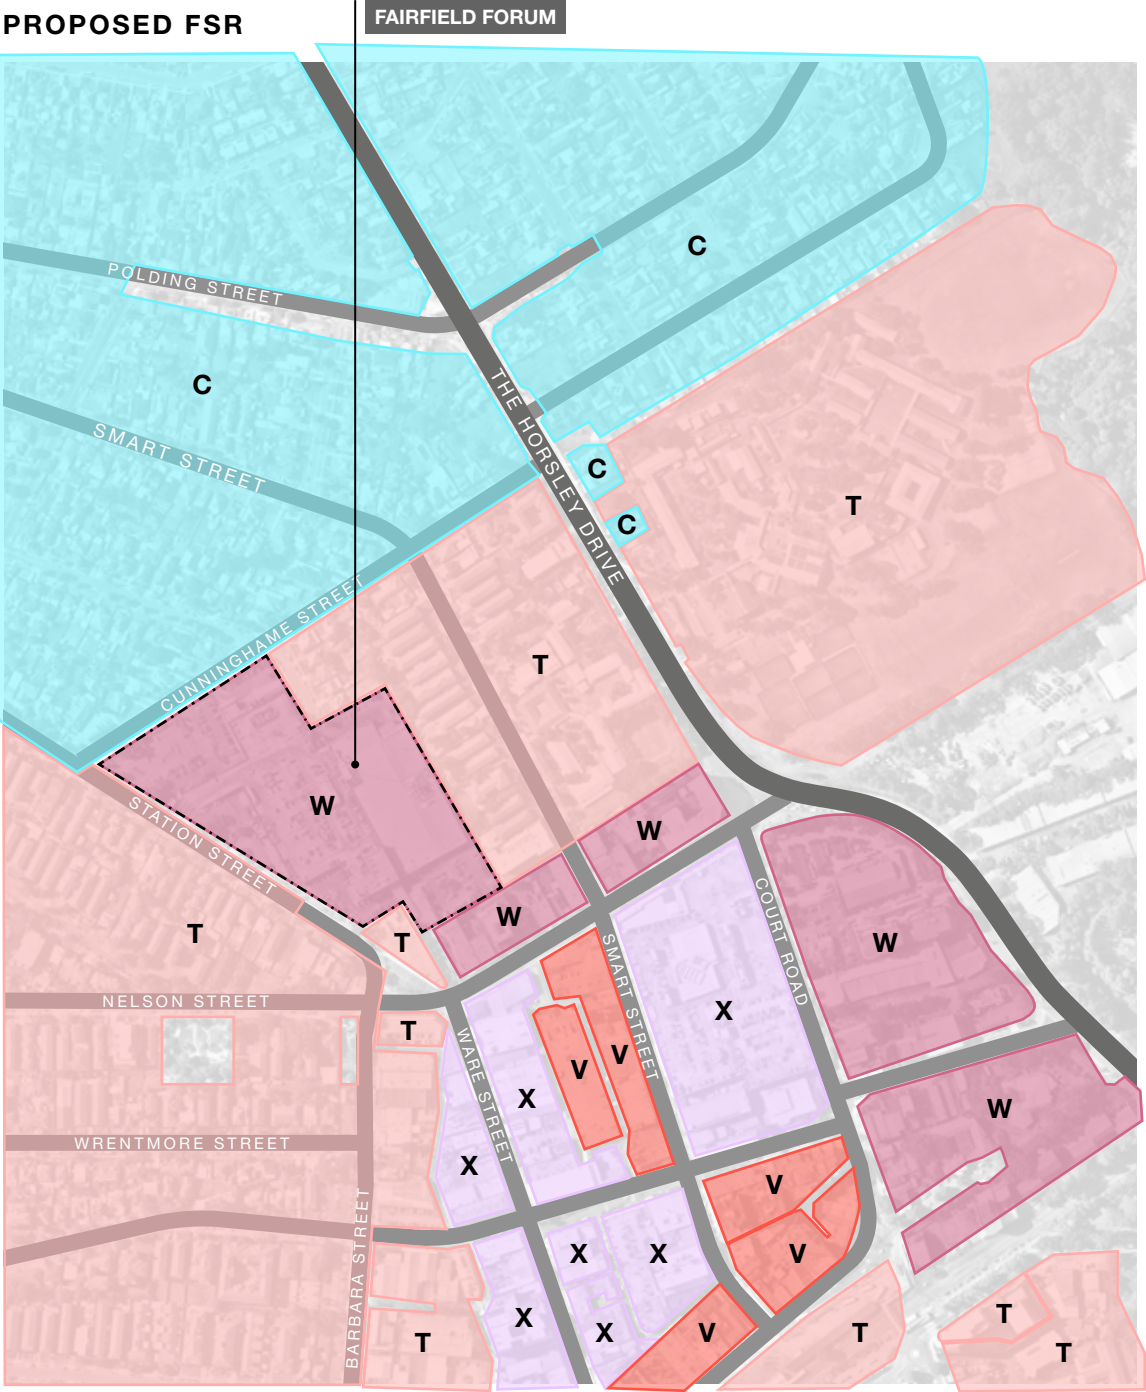 PROPOSED FSR
FAIRFIELD FORUM
C
POLDING STREET
C
THE HORSLEY DRIVE
SMART STREET
C
C
T
CUNNINGHAME STREET
T
W
STATION STREET
W
W
COURT ROAD
T
T
W
SMART STREET
NELSON STREET
X
T
WARE STREET
V
V
X
W
WRENTMORE STREET
X
V
BARBARA STREET
X
X
V
X
X
V
T
T
T
T